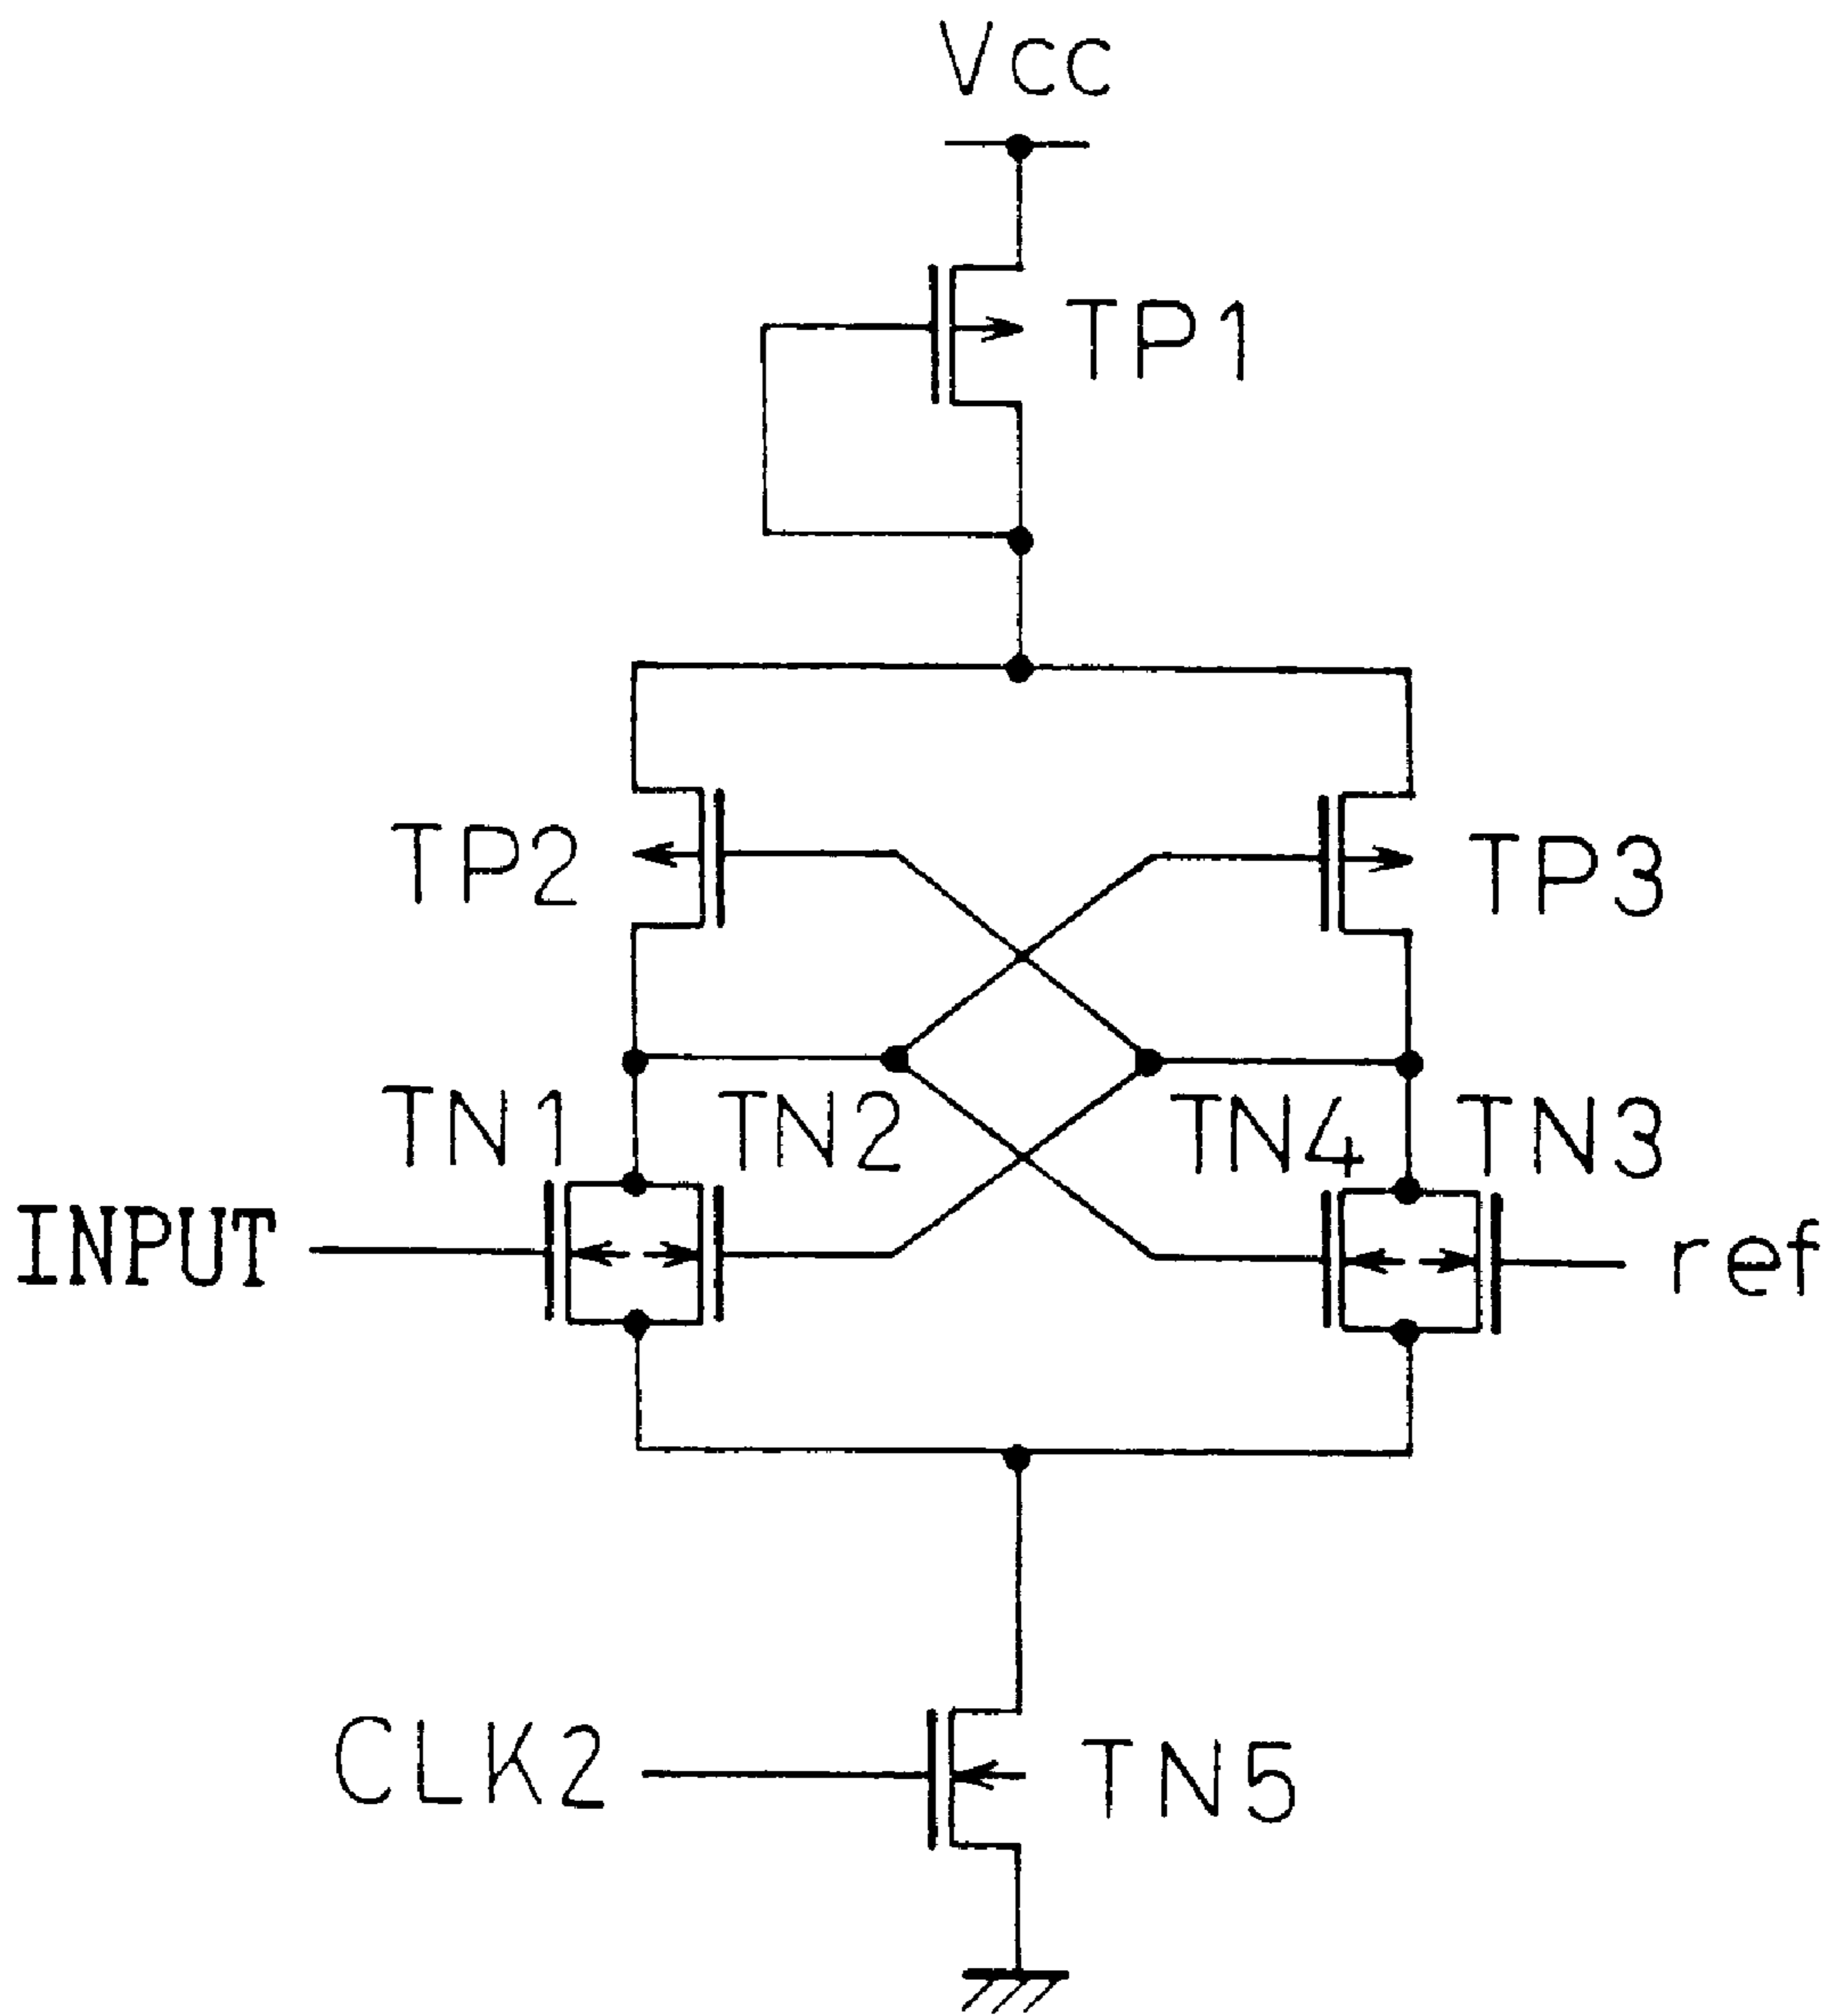 Vcc
TP1
TP2
TP3
TN1
TN2
TN4
TN3
INPUT
ref
CLK2
TN5